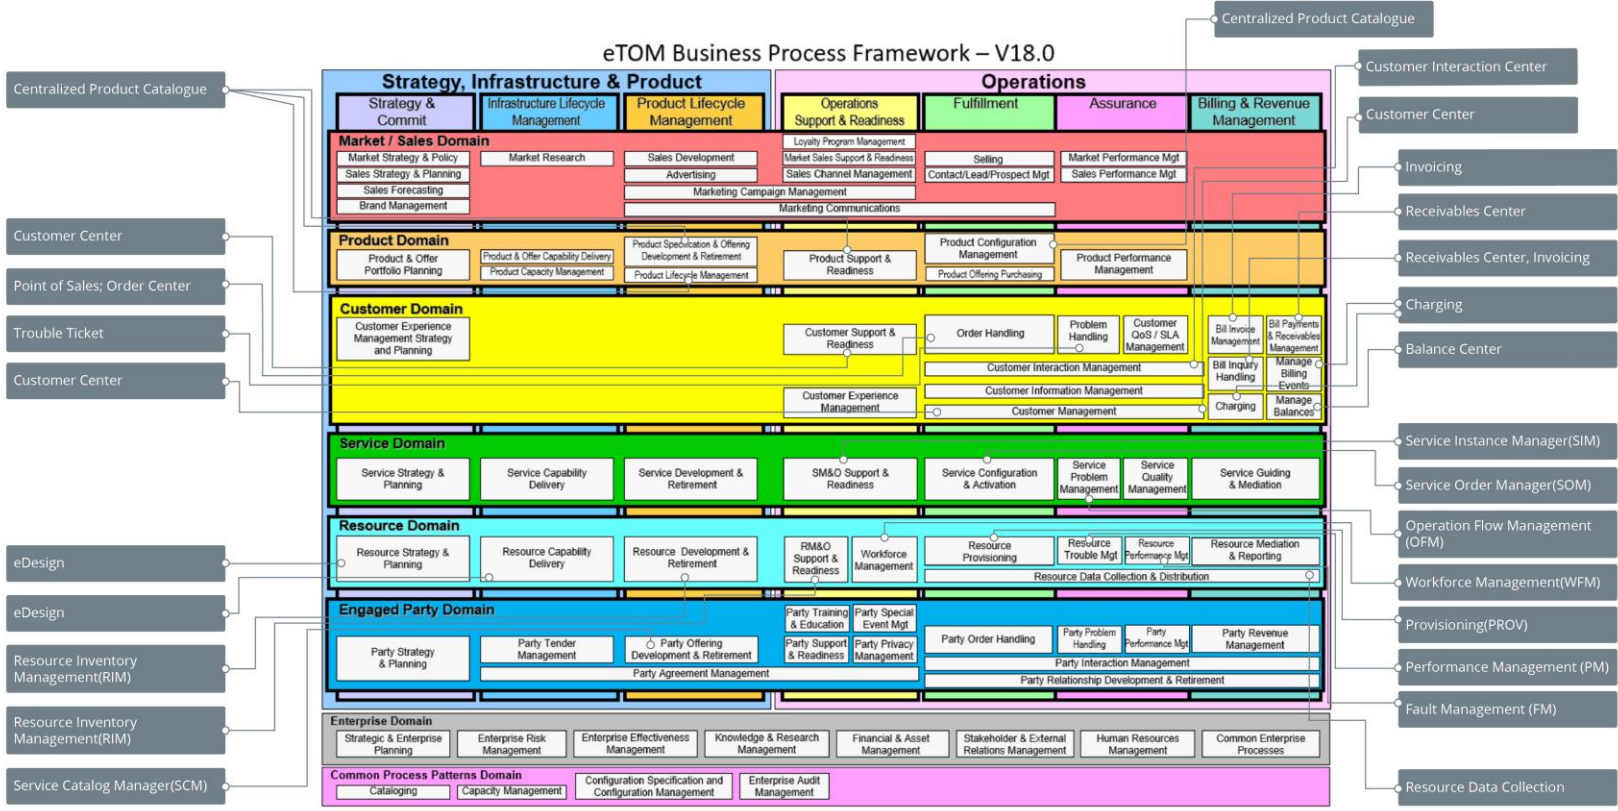 Centralized Product Catalogue
eTOM Business Process Framework – V18.0
Customer Interaction Center
Customer Center
Invoicing
Receivables Center
Receivables Center, Invoicing
Charging
Balance Center
Service Instance Manager(SIM)
Service Order Manager(SOM)
Operation Flow Management
(OFM)
Workforce Management(WFM)
Provisioning(PROV)
Performance Management (PM)
Fault Management (FM)
Resource Data Collection
Centralized Product Catalogue
Customer Center
Point of Sales; Order Center
Trouble Ticket
Customer Center
eDesign
eDesign
Resource Inventory
Management(RIM)
Resource Inventory
Management(RIM)
Service Catalog Manager(SCM)
Strategy, Infrastructure & Product
Operations
Strategy &
Commit
Infrastructure Lifecycle
Management
Product Lifecycle
Management
Operations
Support & Readiness
Fulfillment
Assurance
Billing & Revenue
Management
Market / Sales Domain
Market Strategy & Policy
Sales Strategy & Planning
Sales Forecasting
Brand Management
Market Research
Sales Development
Advertising
Marketing Campaign Management
Marketing Communications
Loyalty Program Management
Market Sales Support & Readiness
Sales Channel Management
Selling
Contact/Lead/Prospect Mgt
Market Performance Mgt
Sales Performance Mgt
Product Domain
Product & Offer
Portfolio Planning
Product & Offer Capability Delivery
Product Capacity Management
Product Specification & Offering
Development & Retirement
Product Lifecycle Management
Product Support &
Readiness
Product Configuration
Management
Product Offering Purchasing
Product Performance
Management
Customer Domain
Customer Experience
Management Strategy
and Planning
Customer Support &
Readiness
Customer Experience
Management
Order Handling
Problem
Handling
Customer
QoS / SLA
Management
Customer Interaction Management
Customer Information Management
Customer Management
Bill Invoice
Management
Bill Payments
& Receivables
Management
Bill Inquiry
Handling
Manage
Billing
Events
Charging
Manage
Balances
Service Domain
Service Strategy &
Planning
Service Capability
Delivery
Service Development &
Retirement
SM&O Support &
Readiness
Service Configuration
& Activation
Service
Problem
Management
Service
Quality
Management
Service Guiding
& Mediation
Resource Domain
Resource Strategy &
Planning
Resource Capability
Delivery
Resource Development &
Retirement
RM&O
Support &
Readiness
Workforce
Management
Resource
Provisioning
Resource
Trouble Mgt
Resource
Performance Mgt
Resource Mediation
& Reporting
Resource Data Collection & Distribution
Engaged Party Domain
Party Strategy
& Planning
Party Tender
Management
Party Offering
Development & Retirement
Party Agreement Management
Party Training
& Education
Party Special
Event Mgt
Party Support
& Readiness
Party Privacy
Management
Party Order Handling
Party Problem
Handling
Party
Performance Mgt
Party Revenue
Management
Party Interaction Management
Party Relationship Development & Retirement
Enterprise Domain
Strategic & Enterprise
Planning
Enterprise Risk
Management
Enterprise Effectiveness
Management
Knowledge & Research
Management
Financial & Asset
Management
Stakeholder & External
Relations Management
Human Resources
Management
Common Enterprise
Processes
Common Process Patterns Domain
Cataloging
Capacity Management
Configuration Specification and
Configuration Management
Enterprise Audit
Management